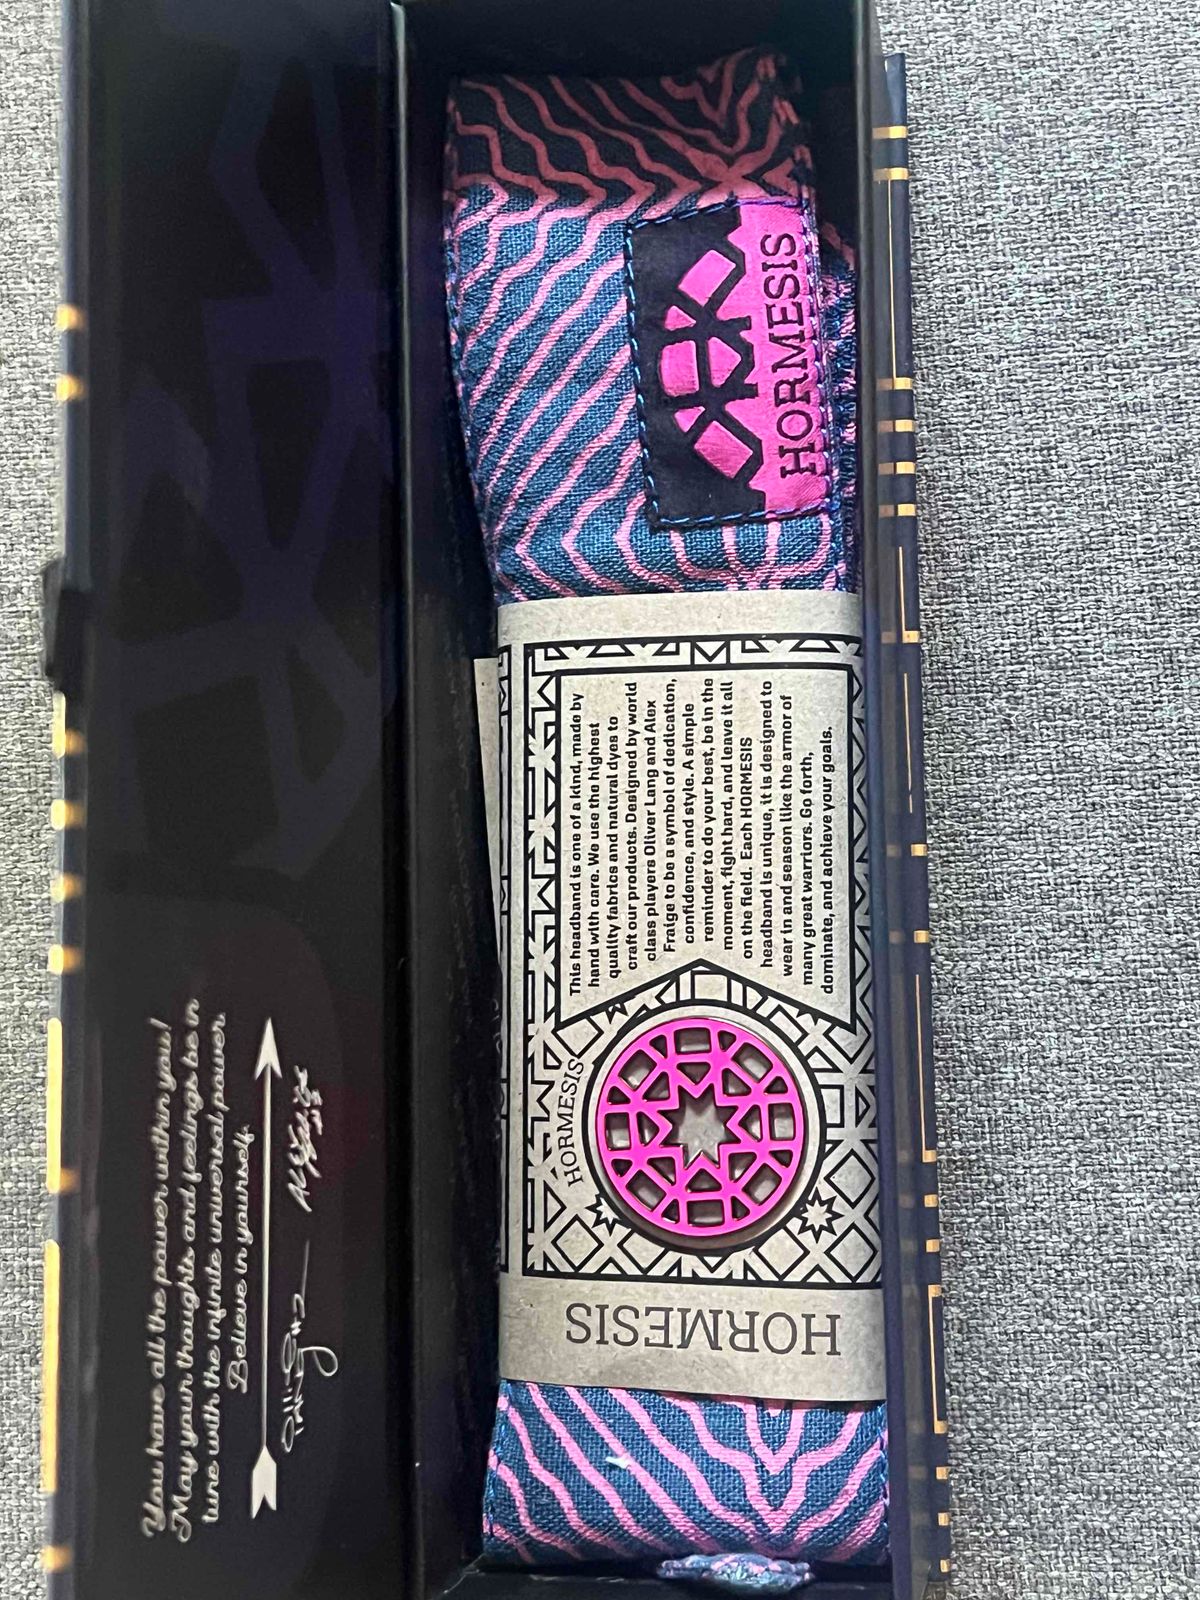 You have all the power within you!
May your thoughts and feelings be in
tune with the infinite universal power.
Believe in yourself.
HORMESIS
This headband is one of a kind, made by
hand with care. We use the highest
quality fabrics and natural dyes to
craft our products. Designed by world
class players Oliver Lang and Alex
Fraige to be a symbol of dedication,
confidence, and style. A simple
reminder to do your best, be in the
moment, fight hard, and leave it all
on the field. Each HORMESIS
headband is unique, it is designed to
wear in and season like the armor of
many great warriors. Go forth,
dominate, and achieve your goals.
HORMESIS
HORMESIS